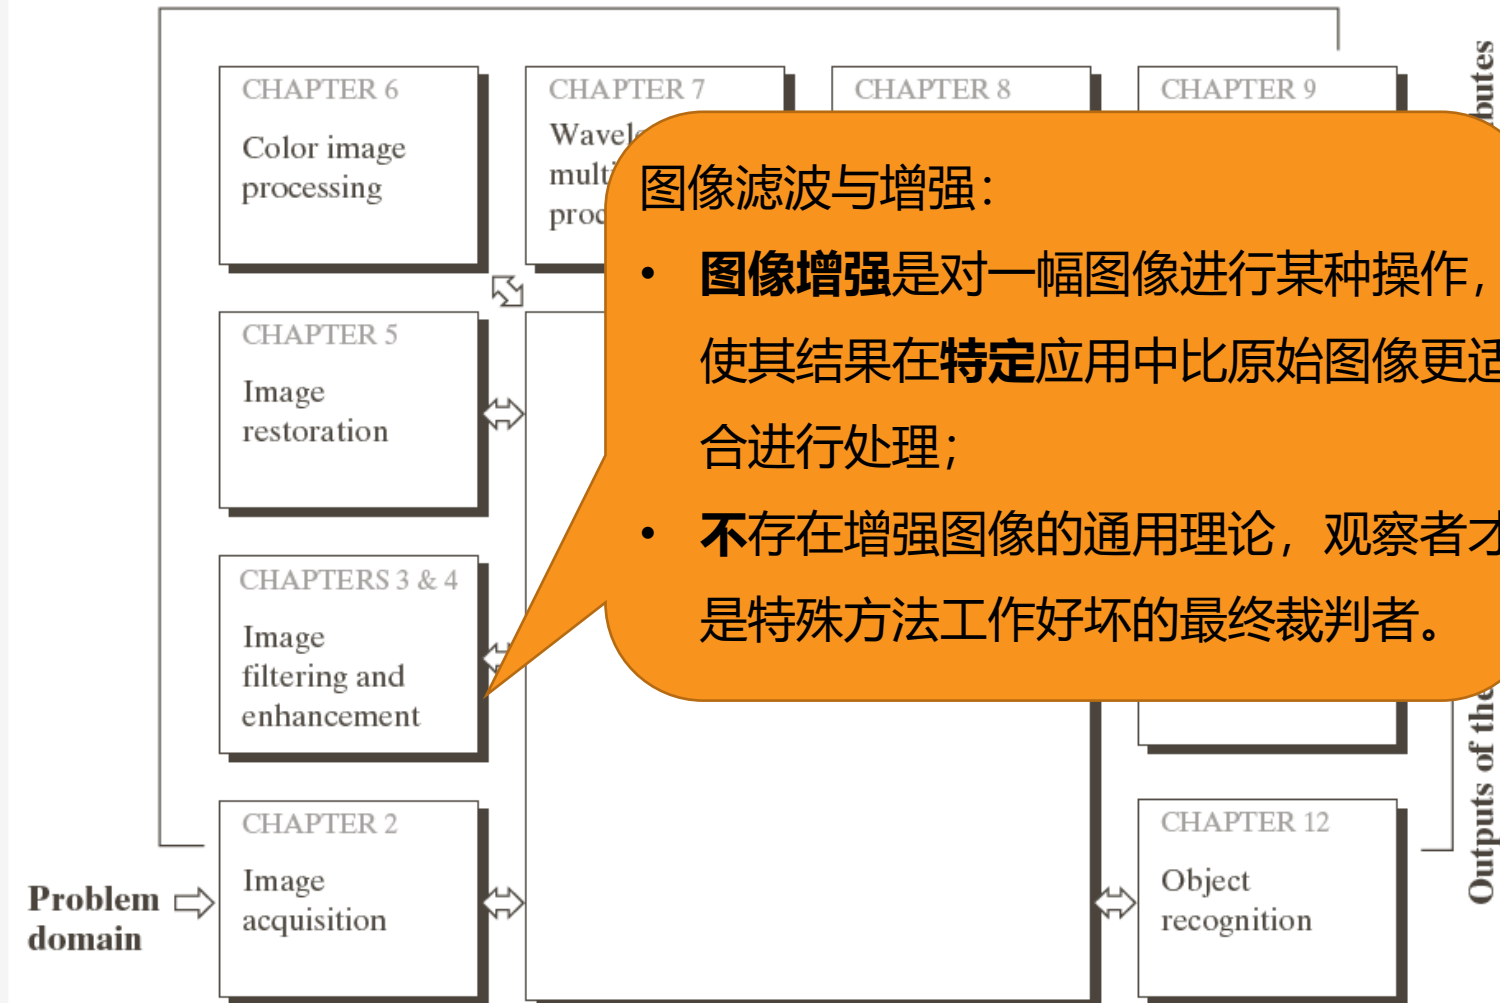 CHAPTER 6
Color image
processing
CHAPTER 7
CHAPTER 8
CHAPTER 9
图像滤波与增强：
• 图像增强是对一幅图像进行某种操作，
使其结果在特定应用中比原始图像更适
合进行处理；
• 不存在增强图像的通用理论，观察者才
是特殊方法工作好坏的最终裁判者。
CHAPTER 5
Image
restoration
CHAPTERS 3 & 4
Image
filtering and
enhancement
CHAPTER 2
Image
acquisition
Problem
domain
CHAPTER 12
Object
recognition
Outputs of the